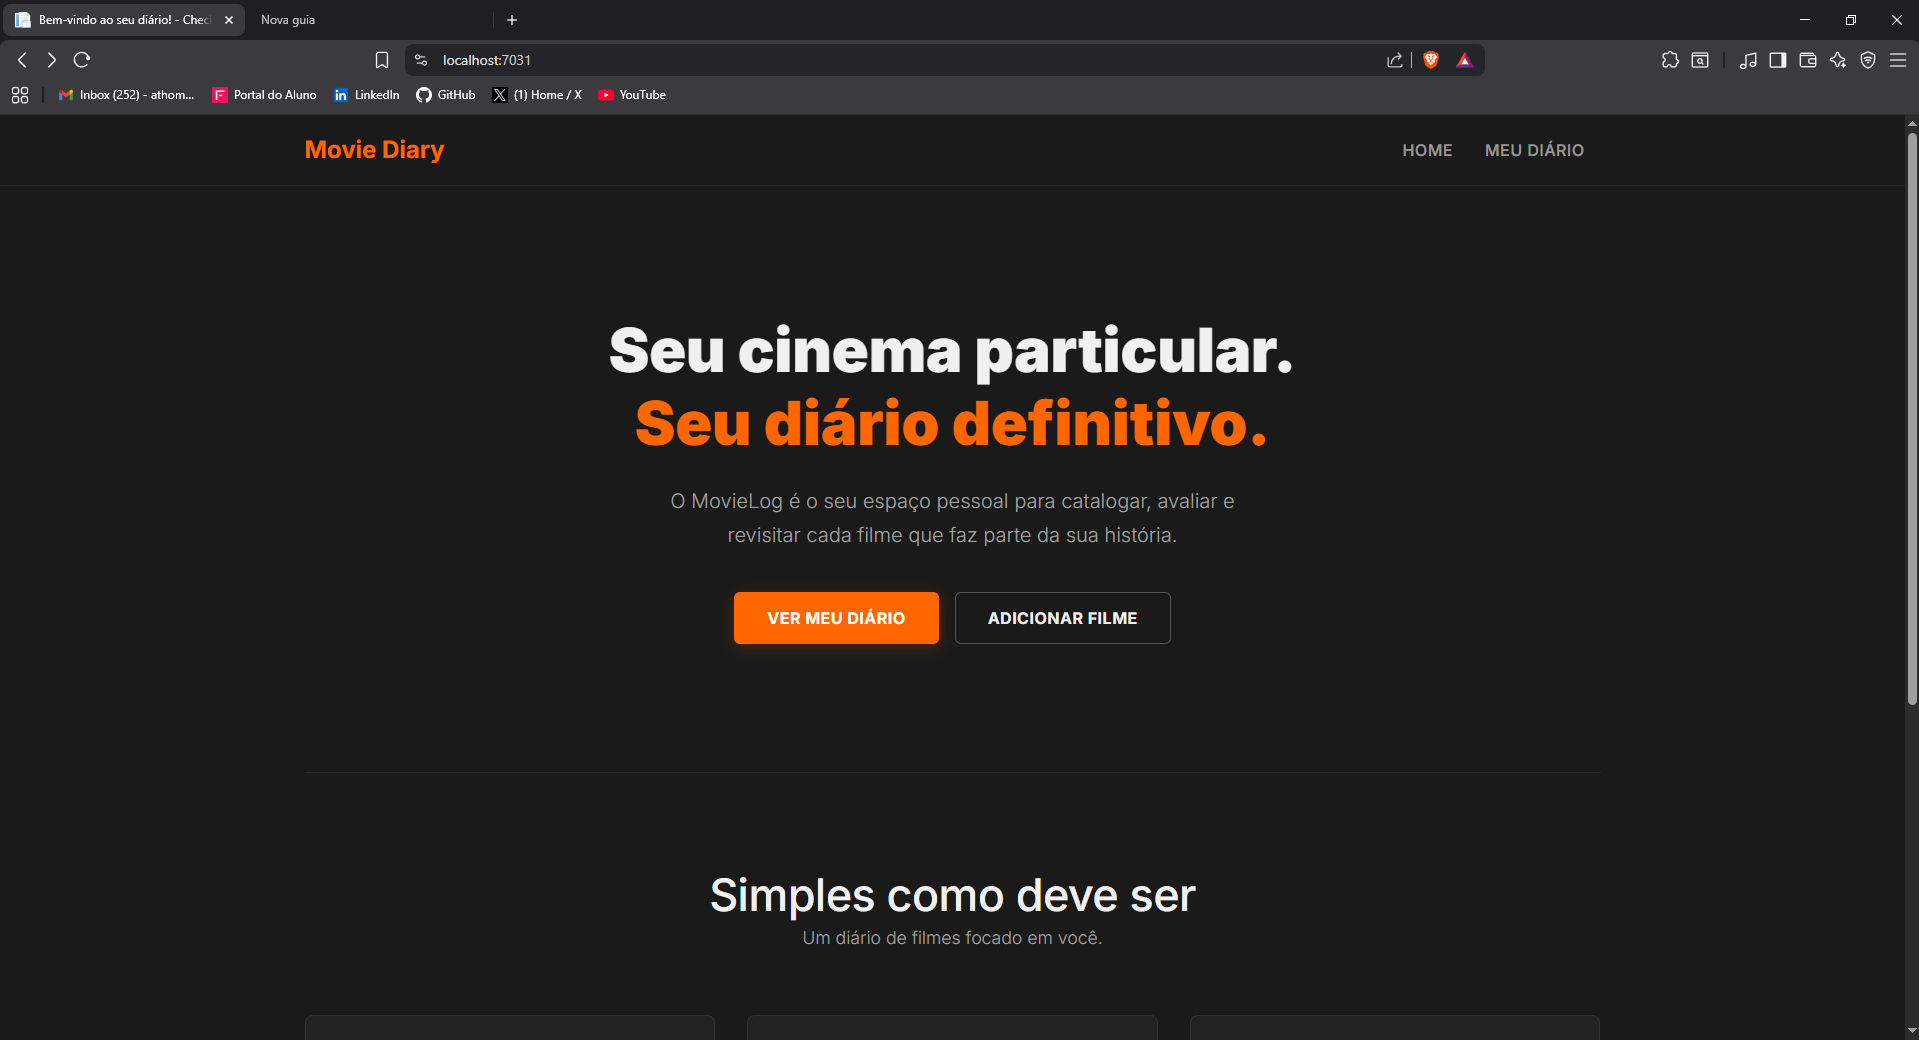 Bem-vindo ao seu diário! - Chec
Nova guia
localhost:7031
Inbox (252) - athom...
Portal do Aluno
LinkedIn
GitHub
(1) Home / X
YouTube
Movie Diary
HOME
MEU DIÁRIO
Seu cinema particular.
Seu diário definitivo.
O MovieLog é o seu espaço pessoal para catalogar, avaliar e
revisitar cada filme que faz parte da sua história.
VER MEU DIÁRIO
ADICIONAR FILME
Simples como deve ser
Um diário de filmes focado em você.